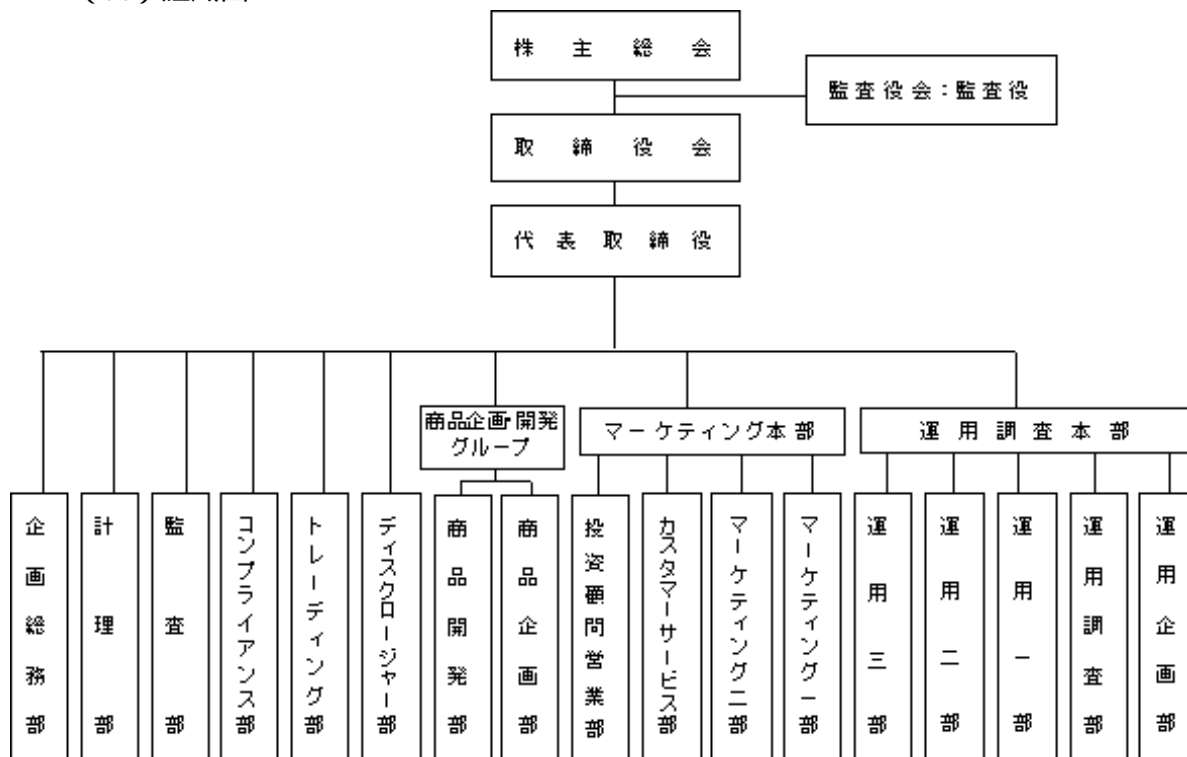 株主総会
監査役会:監査役
取締役会
代表取締役
商品企画・開発
グループ
マーケティング本部
運用調査本部
企画総務部
計理部
監査部
コンプライアンス部
トレーディング部
ディスクロージャー部
商品開発部
商品企画部
投資顧問営業部
カスタマーサービス部
マーケティング二部
マーケティング一部
運用三部
運用二部
運用一部
運用調査部
運用企画部